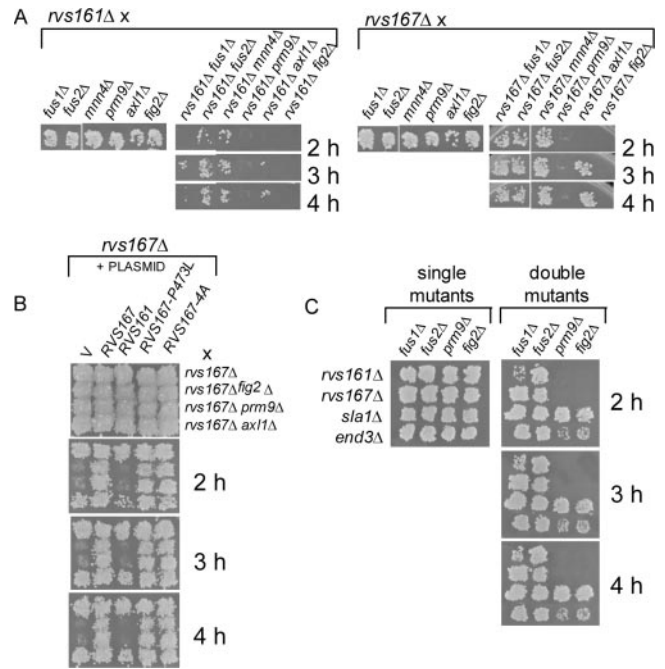 A
rvs161Δ x
fus1Δ
fus2Δ
mnn4Δ
prm9Δ
axl1Δ
fig2Δ
rvs161Δ fus1Δ
rvs161Δ fus2Δ
rvs161Δ mnn4Δ
rvs161Δ prm9Δ
rvs161Δ axl1Δ
rvs161Δ fig2Δ
2 h
3 h
4 h
rvs167Δ x
fus1Δ
fus2Δ
mnn4Δ
prm9Δ
axl1Δ
fig2Δ
rvs167Δ fus1Δ
rvs167Δ fus2Δ
rvs167Δ mnn4Δ
rvs167Δ prm9Δ
rvs167Δ axl1Δ
rvs167Δ fig2Δ
2 h
3 h
4 h
B
rvs167Δ
+ PLASMID
V
RVS167
RVS161
RVS167-P473L
RVS167-4A
x
rvs167Δ
rvs167Δ fig2 Δ
rvs167Δ prm9Δ
rvs167Δ axl1Δ
2 h
3 h
4 h
C
single
mutants
double
mutants
fus1Δ
fus2Δ
prm9Δ
fig2Δ
fus1Δ
fus2Δ
prm9Δ
fig2Δ
rvs161Δ
rvs167Δ
sla1Δ
end3Δ
2 h
3 h
4 h